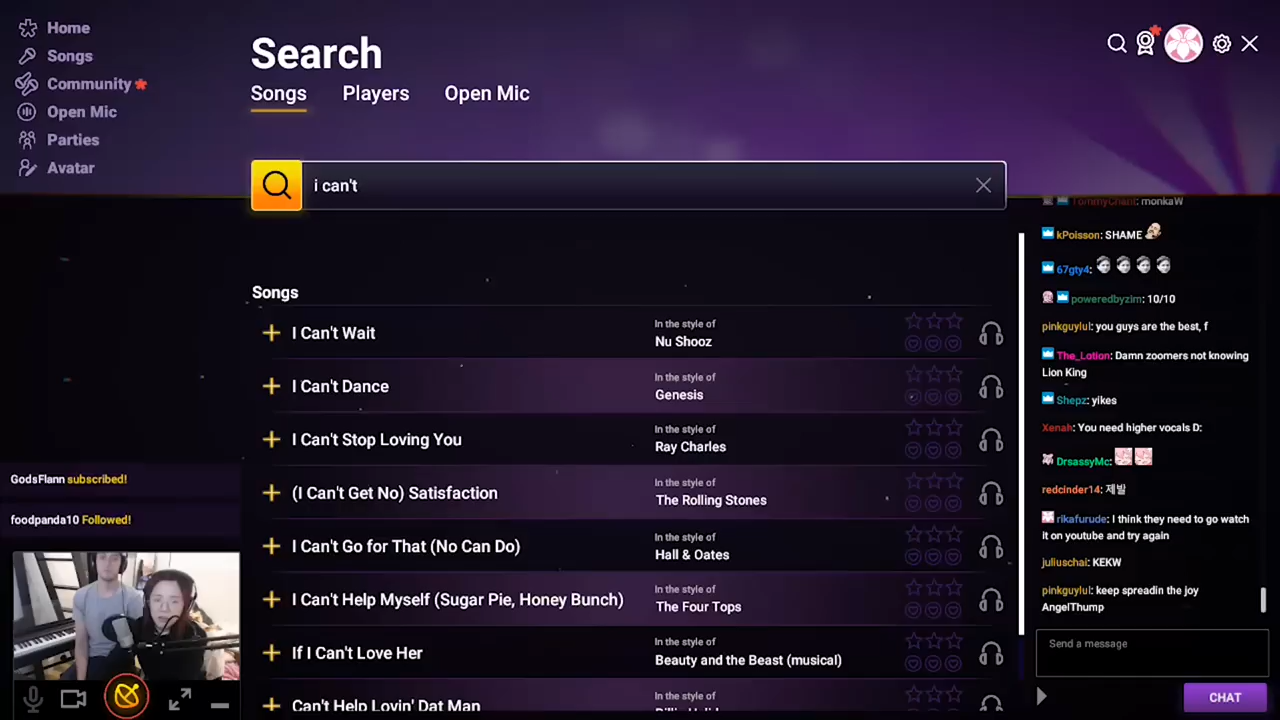 Home
Songs
Community
Open Mic
Parties
Avatar
Search
Songs Players Open Mic
i can't
Songs
I Can't Wait
In the style of
Nu Shooz
I Can't Dance
In the style of
Genesis
I Can't Stop Loving You
In the style of
Ray Charles
(I Can't Get No) Satisfaction
In the style of
The Rolling Stones
I Can't Go for That (No Can Do)
In the style of
Hall & Oates
I Can't Help Myself (Sugar Pie, Honey Bunch)
In the style of
The Four Tops
If I Can't Love Her
In the style of
Beauty and the Beast (musical)
Can't Help Lovin' Dat Man
In the style of
GodsFlann subscribed!
foodpanda10 Followed!
TommyCh4nt: monkaW
kPoisson: SHAME
67gty4:
poweredbyzim: 10/10
pinkguylul: you guys are the best, f
The_Lotion: Damn zoomers not knowing
Lion King
Shepz: yikes
Xenah: You need higher vocals D:
DrsassyMc:
redcinder14: 제발
rikafurude: I think they need to go watch
it on youtube and try again
juliuschai: KEKW
pinkguylul: keep spreadin the joy
AngelThump
Send a message
CHAT